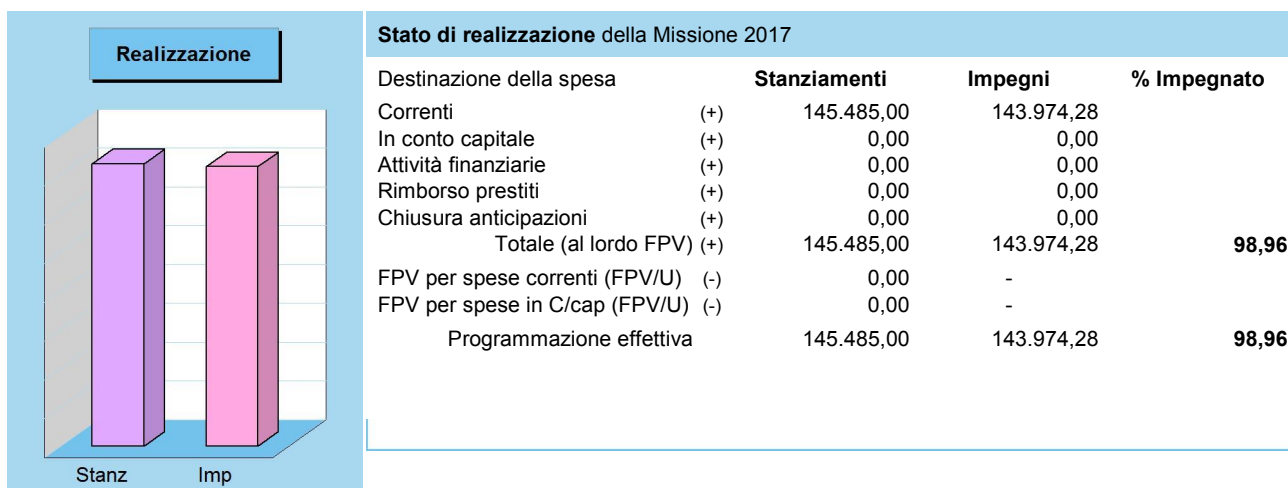 Realizzazione
Stanz Imp
Stato di realizzazione della Missione 2017
Destinazione della spesa Stanziamenti Impegni % Impegnato
Correnti (+) 145.485,00 143.974,28
In conto capitale (+) 0,00 0,00
Attività finanziarie (+) 0,00 0,00
Rimborso prestiti (+) 0,00 0,00
Chiusura anticipazioni (+) 0,00 0,00
Totale (al lordo FPV) (+) 145.485,00 143.974,28 98,96
FPV per spese correnti (FPV/U) (-) 0,00 -
FPV per spese in C/cap (FPV/U) (-) 0,00 -
Programmazione effettiva 145.485,00 143.974,28 98,96